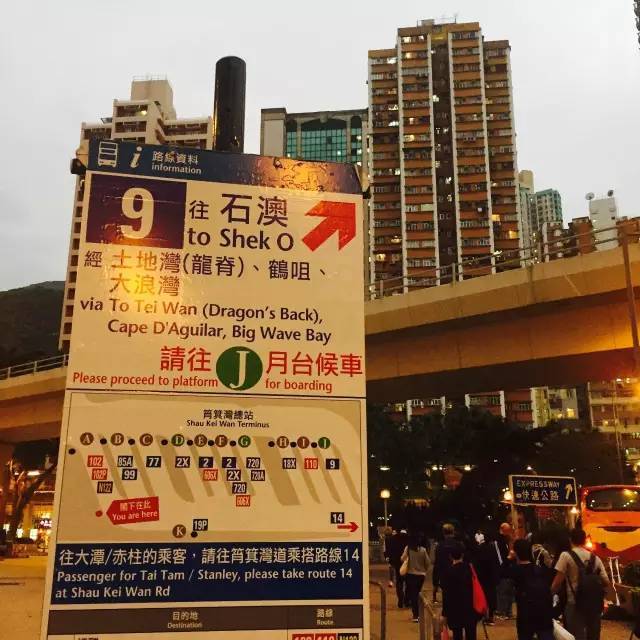 i 路線資料
information
9 往 石澳
to Shek O
經 土地灣(龍脊)、鶴咀、
大浪灣
via To Tei Wan (Dragon's Back),
Cape D'Aguilar, Big Wave Bay
請往 J 月台候車
Please proceed to platform for boarding
筲箕灣總站
Shau Kei Wan Terminus
A B C D E F G H I J
102 85A 77 2X 2 2 720 18X 110 9
102P 99 606X 2X 720A
N122 720
606X
閣下在此
You are here
K 19P
14
往大潭/赤柱的乘客,請往筲箕灣道乘搭路線14
Passenger for Tai Tam / Stanley, please take route 14
at Shau Kei Wan Rd
目的地 路線
Destination Route
EXPRESSWAY
快速公路